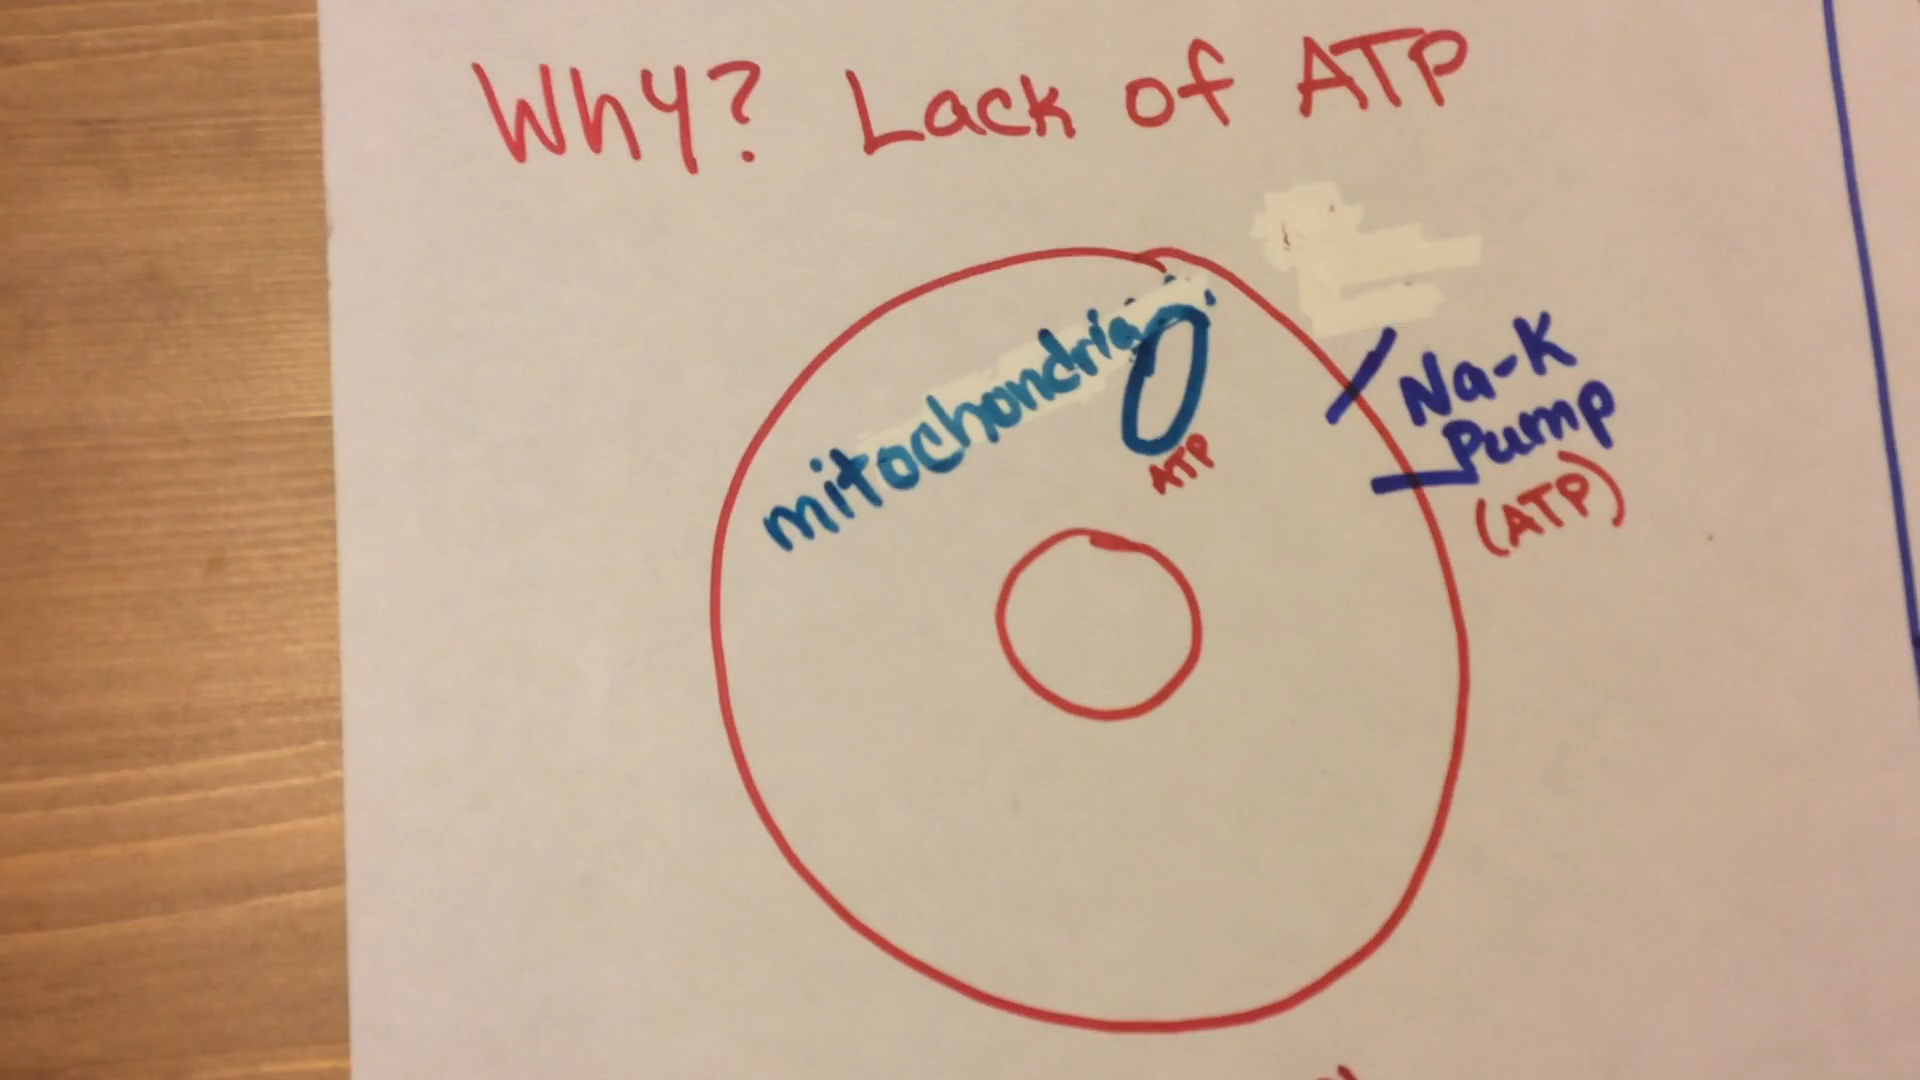 Why? Lack of ATP
mitochondria
ATP
Na-K
Pump
(ATP)